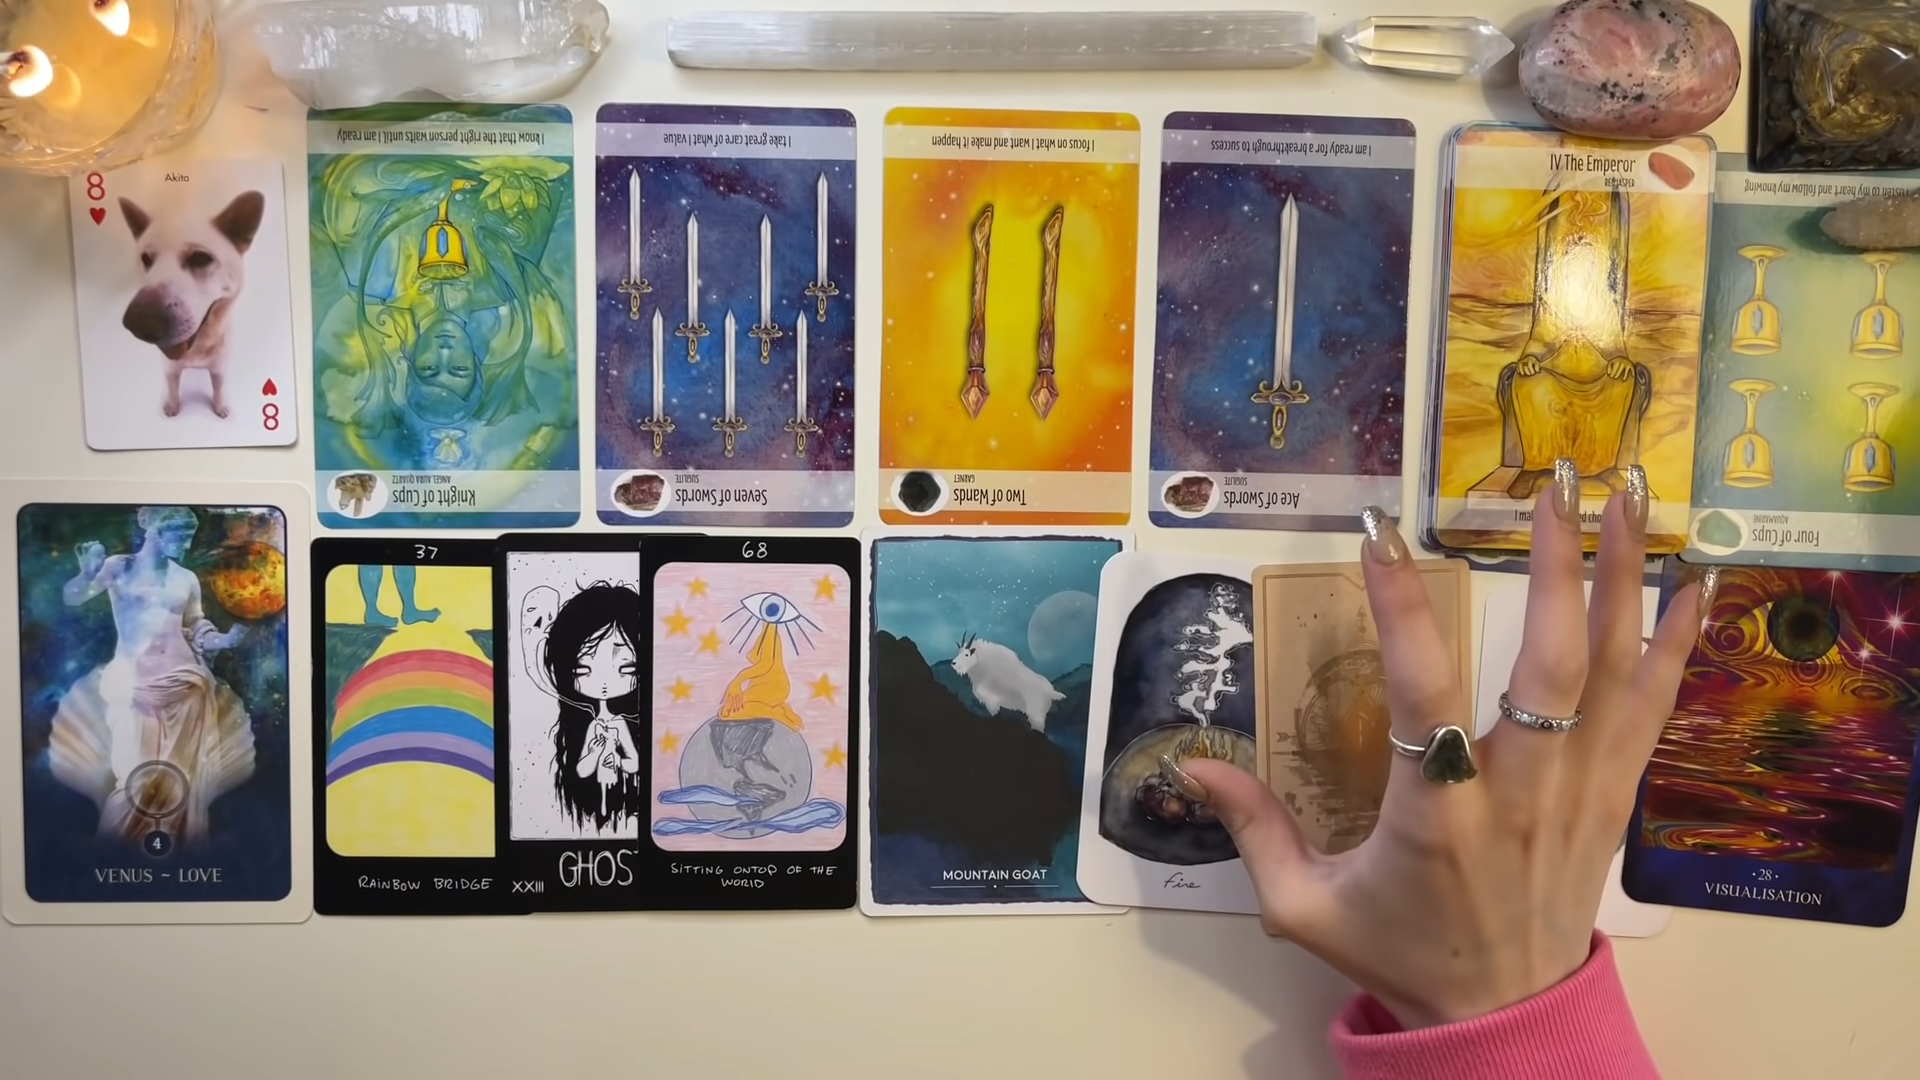 8
Akita
8
I know that the right person waits until I am ready
ANGEL AURA QUARTZ
Knight of Cups
I take great care of what I value
SUGILITE
Seven of Swords
I focus on what I want and make it happen
GARNET
Two of Wands
I am ready for a breakthrough to success
SUGILITE
Ace of Swords
IV The Emperor
RED JASPER
I listen to my heart and follow my knowing
AQUAMARINE
Four of Cups
4
VENUS ~ LOVE
37
RAINBOW BRIDGE
XXIII
GHOS
68
SITTING ONTOP OF THE
WORLD
MOUNTAIN GOAT
fire
·28·
VISUALISATION